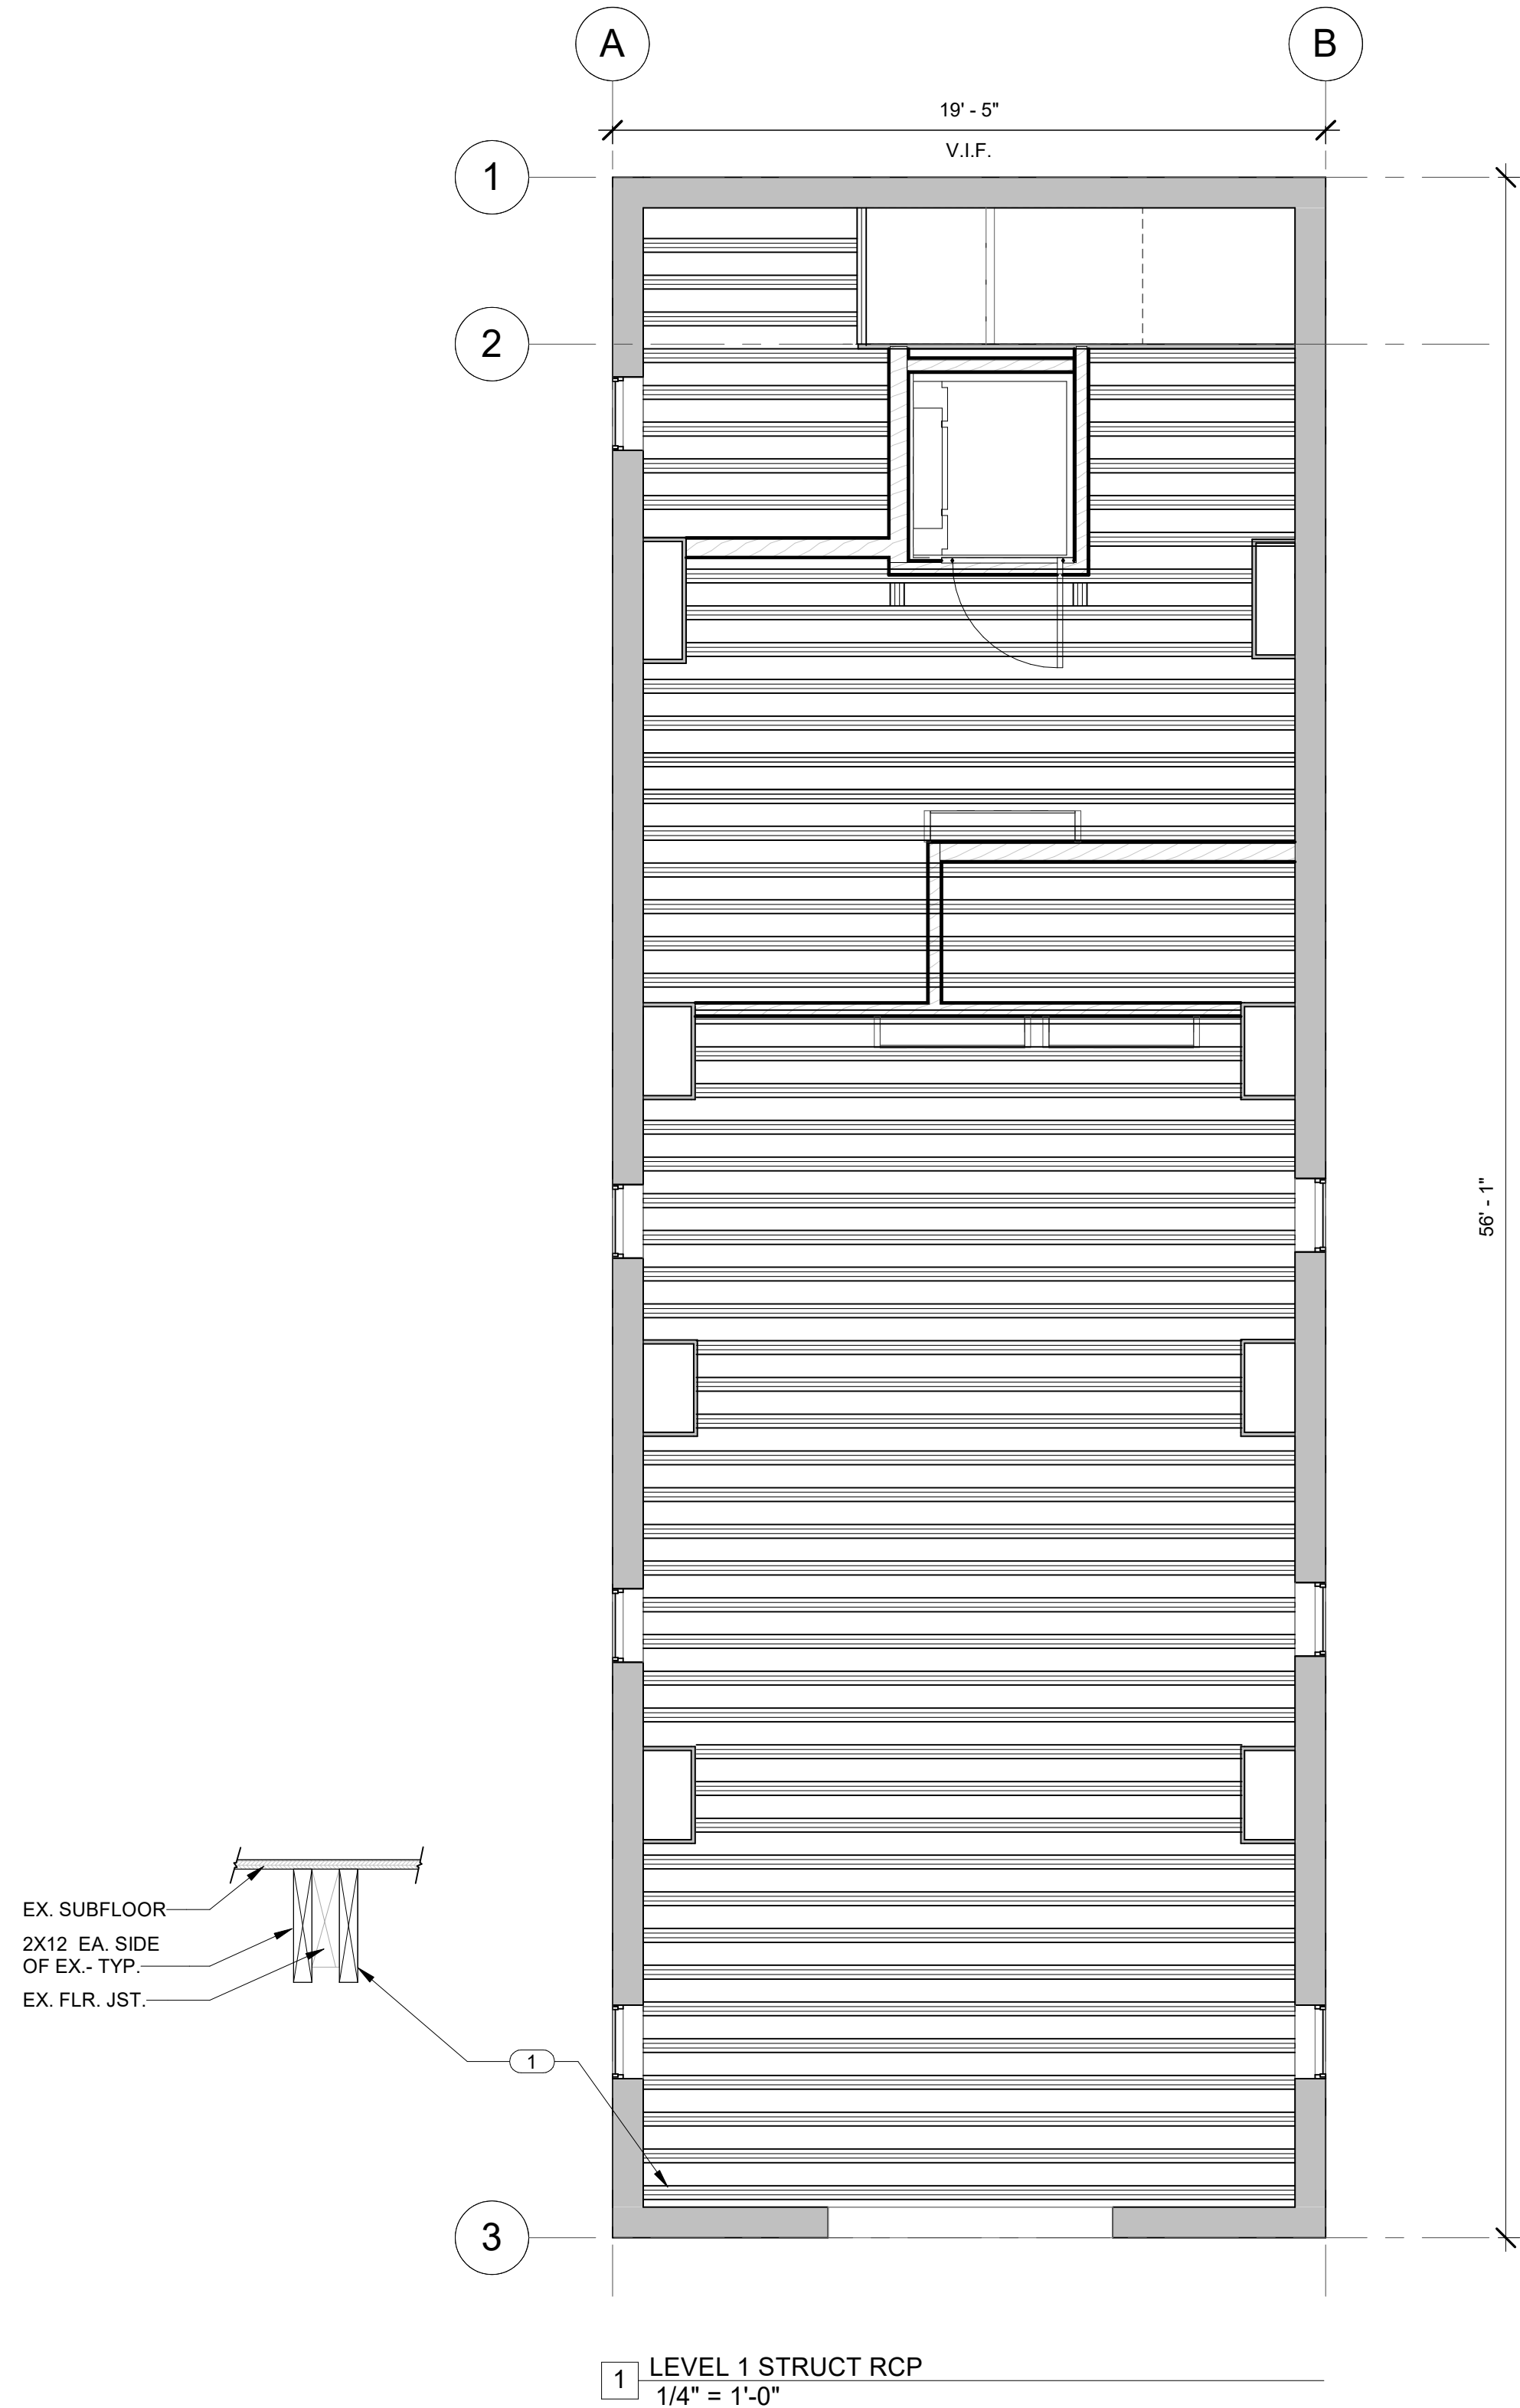 A
B
19' - 5"
V.I.F.
1
2
56' - 1"
EX. SUBFLOOR
2X12 EA. SIDE
OF EX.- TYP.
EX. FLR. JST.
1
3
1
LEVEL 1 STRUCT RCP
1/4" = 1'-0"